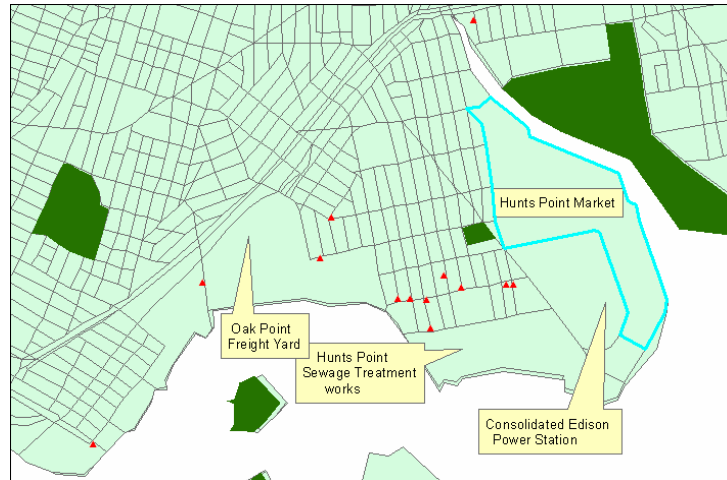 Hunts Point Market
Oak Point
Freight Yard
Hunts Point
Sewage Treatment
works
Consolidated Edison
Power Station